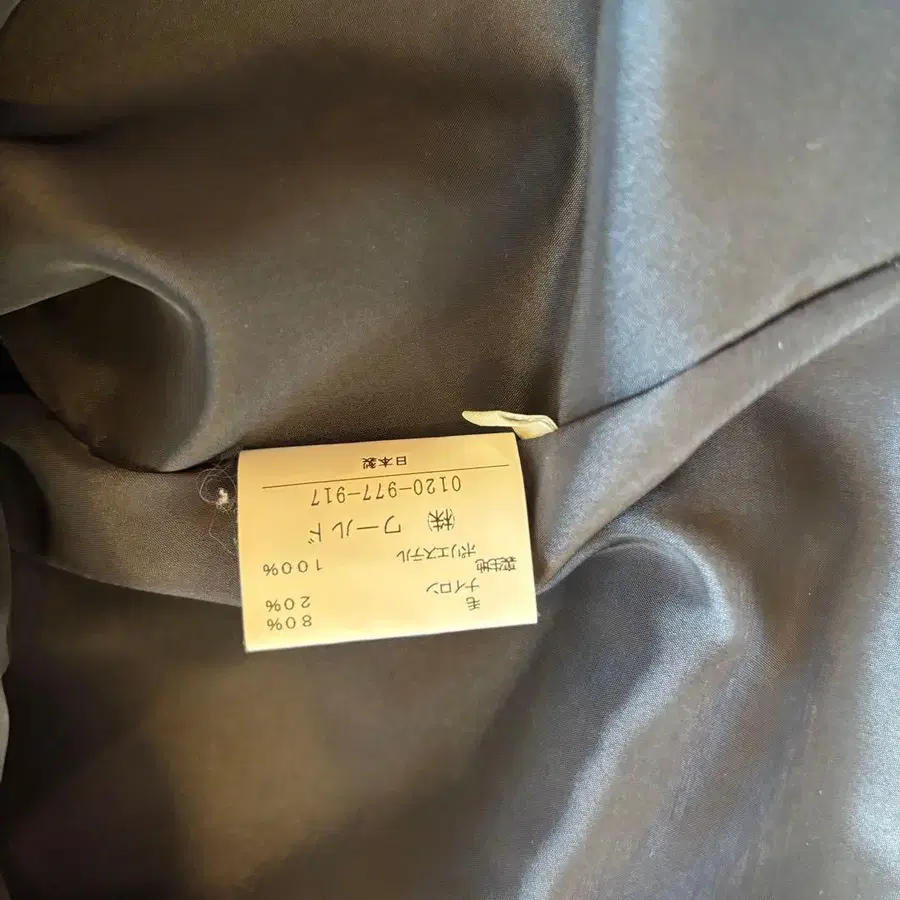 毛 80%
ナイロン 20%
裏生地
ポリエステル 100%
㈱ ワールド
0120-977-917
日本製